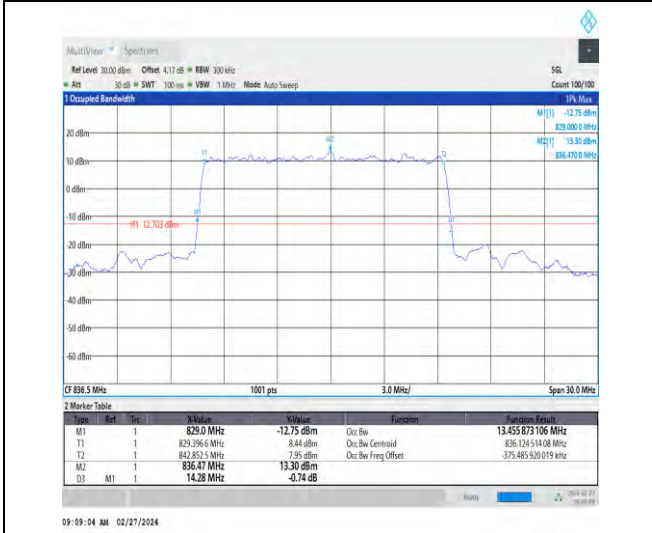 MultiView Spectrum
Ref Level 30.00 dBm Offset 4.17 dB RBW 300 kHz SGL
Att 30 dB SWT 100 ms VBW 1 MHz Mode Auto Sweep Count 100/100
1 Occupied Bandwidth 1Pk Max
M1[1] -12.75 dBm
829.000 0 MHz
M2[1] 13.30 dBm
836.470 0 MHz
20 dBm
M2
T1 T2
10 dBm
0 dBm
M1
-10 dBm
H1 12.703 dBm
-20 dBm
-30 dBm
-40 dBm
-50 dBm
-60 dBm
CF 836.5 MHz 1001 pts 3.0 MHz/ Span 30.0 MHz
2 Marker Table
Type Ref Trc X-Value Y-Value Function Function Result
M1 1 829.0 MHz -12.75 dBm Occ Bw 13.455 873 106 MHz
T1 1 829.396 6 MHz 8.44 dBm Occ Bw Centroid 836.124 514 08 MHz
T2 1 842.852 5 MHz 7.95 dBm Occ Bw Freq Offset -375.485 920 019 kHz
M2 1 836.47 MHz 13.30 dBm
D3 M1 1 14.28 MHz -0.74 dB
Ready
09:09:04 AM 02/27/2024